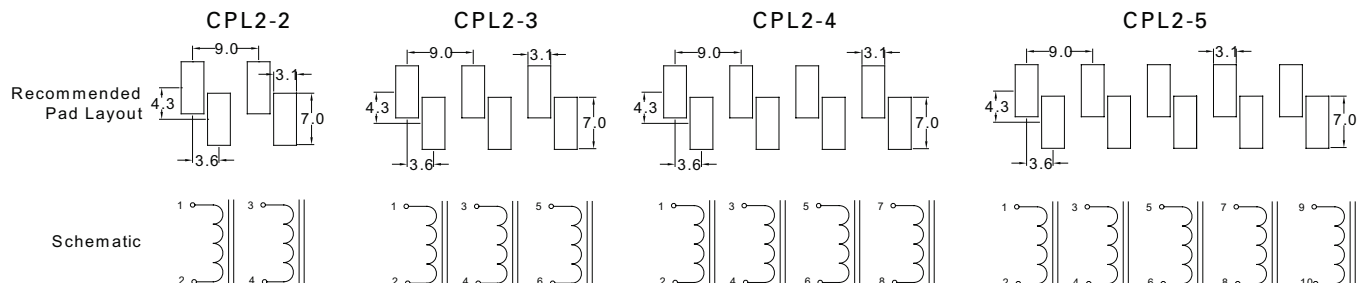 CPL2-2 CPL2-3 CPL2-4 CPL2-5
9.0 9.0 3.1 9.0 3.1 9.0 3.1
3.1
Recommended
Pad Layout
4.3 7.0 4.3 7.0 4.3 7.0 4.3 7.0
3.6 3.6 3.6 3.6
1 3 1 3 5 1 3 5 7 1 3 5 7 9
Schematic
2 4 2 4 6 2 4 6 8 2 4 6 8 10